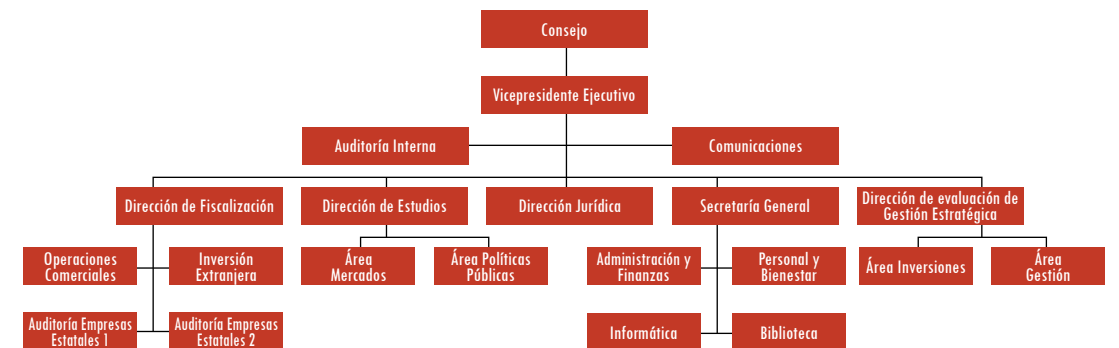 Consejo
Vicepresidente Ejecutivo
Auditoría Interna
Comunicaciones
Dirección de Fiscalización
Dirección de Estudios
Dirección Jurídica
Secretaría General
Dirección de evaluación de
Gestión Estratégica
Operaciones
Comerciales
Inversión
Extranjera
Área
Mercados
Área Políticas
Públicas
Administración y
Finanzas
Personal y
Bienestar
Área Inversiones
Área
Gestión
Auditoría Empresas
Estatales 1
Auditoría Empresas
Estatales 2
Informática
Biblioteca